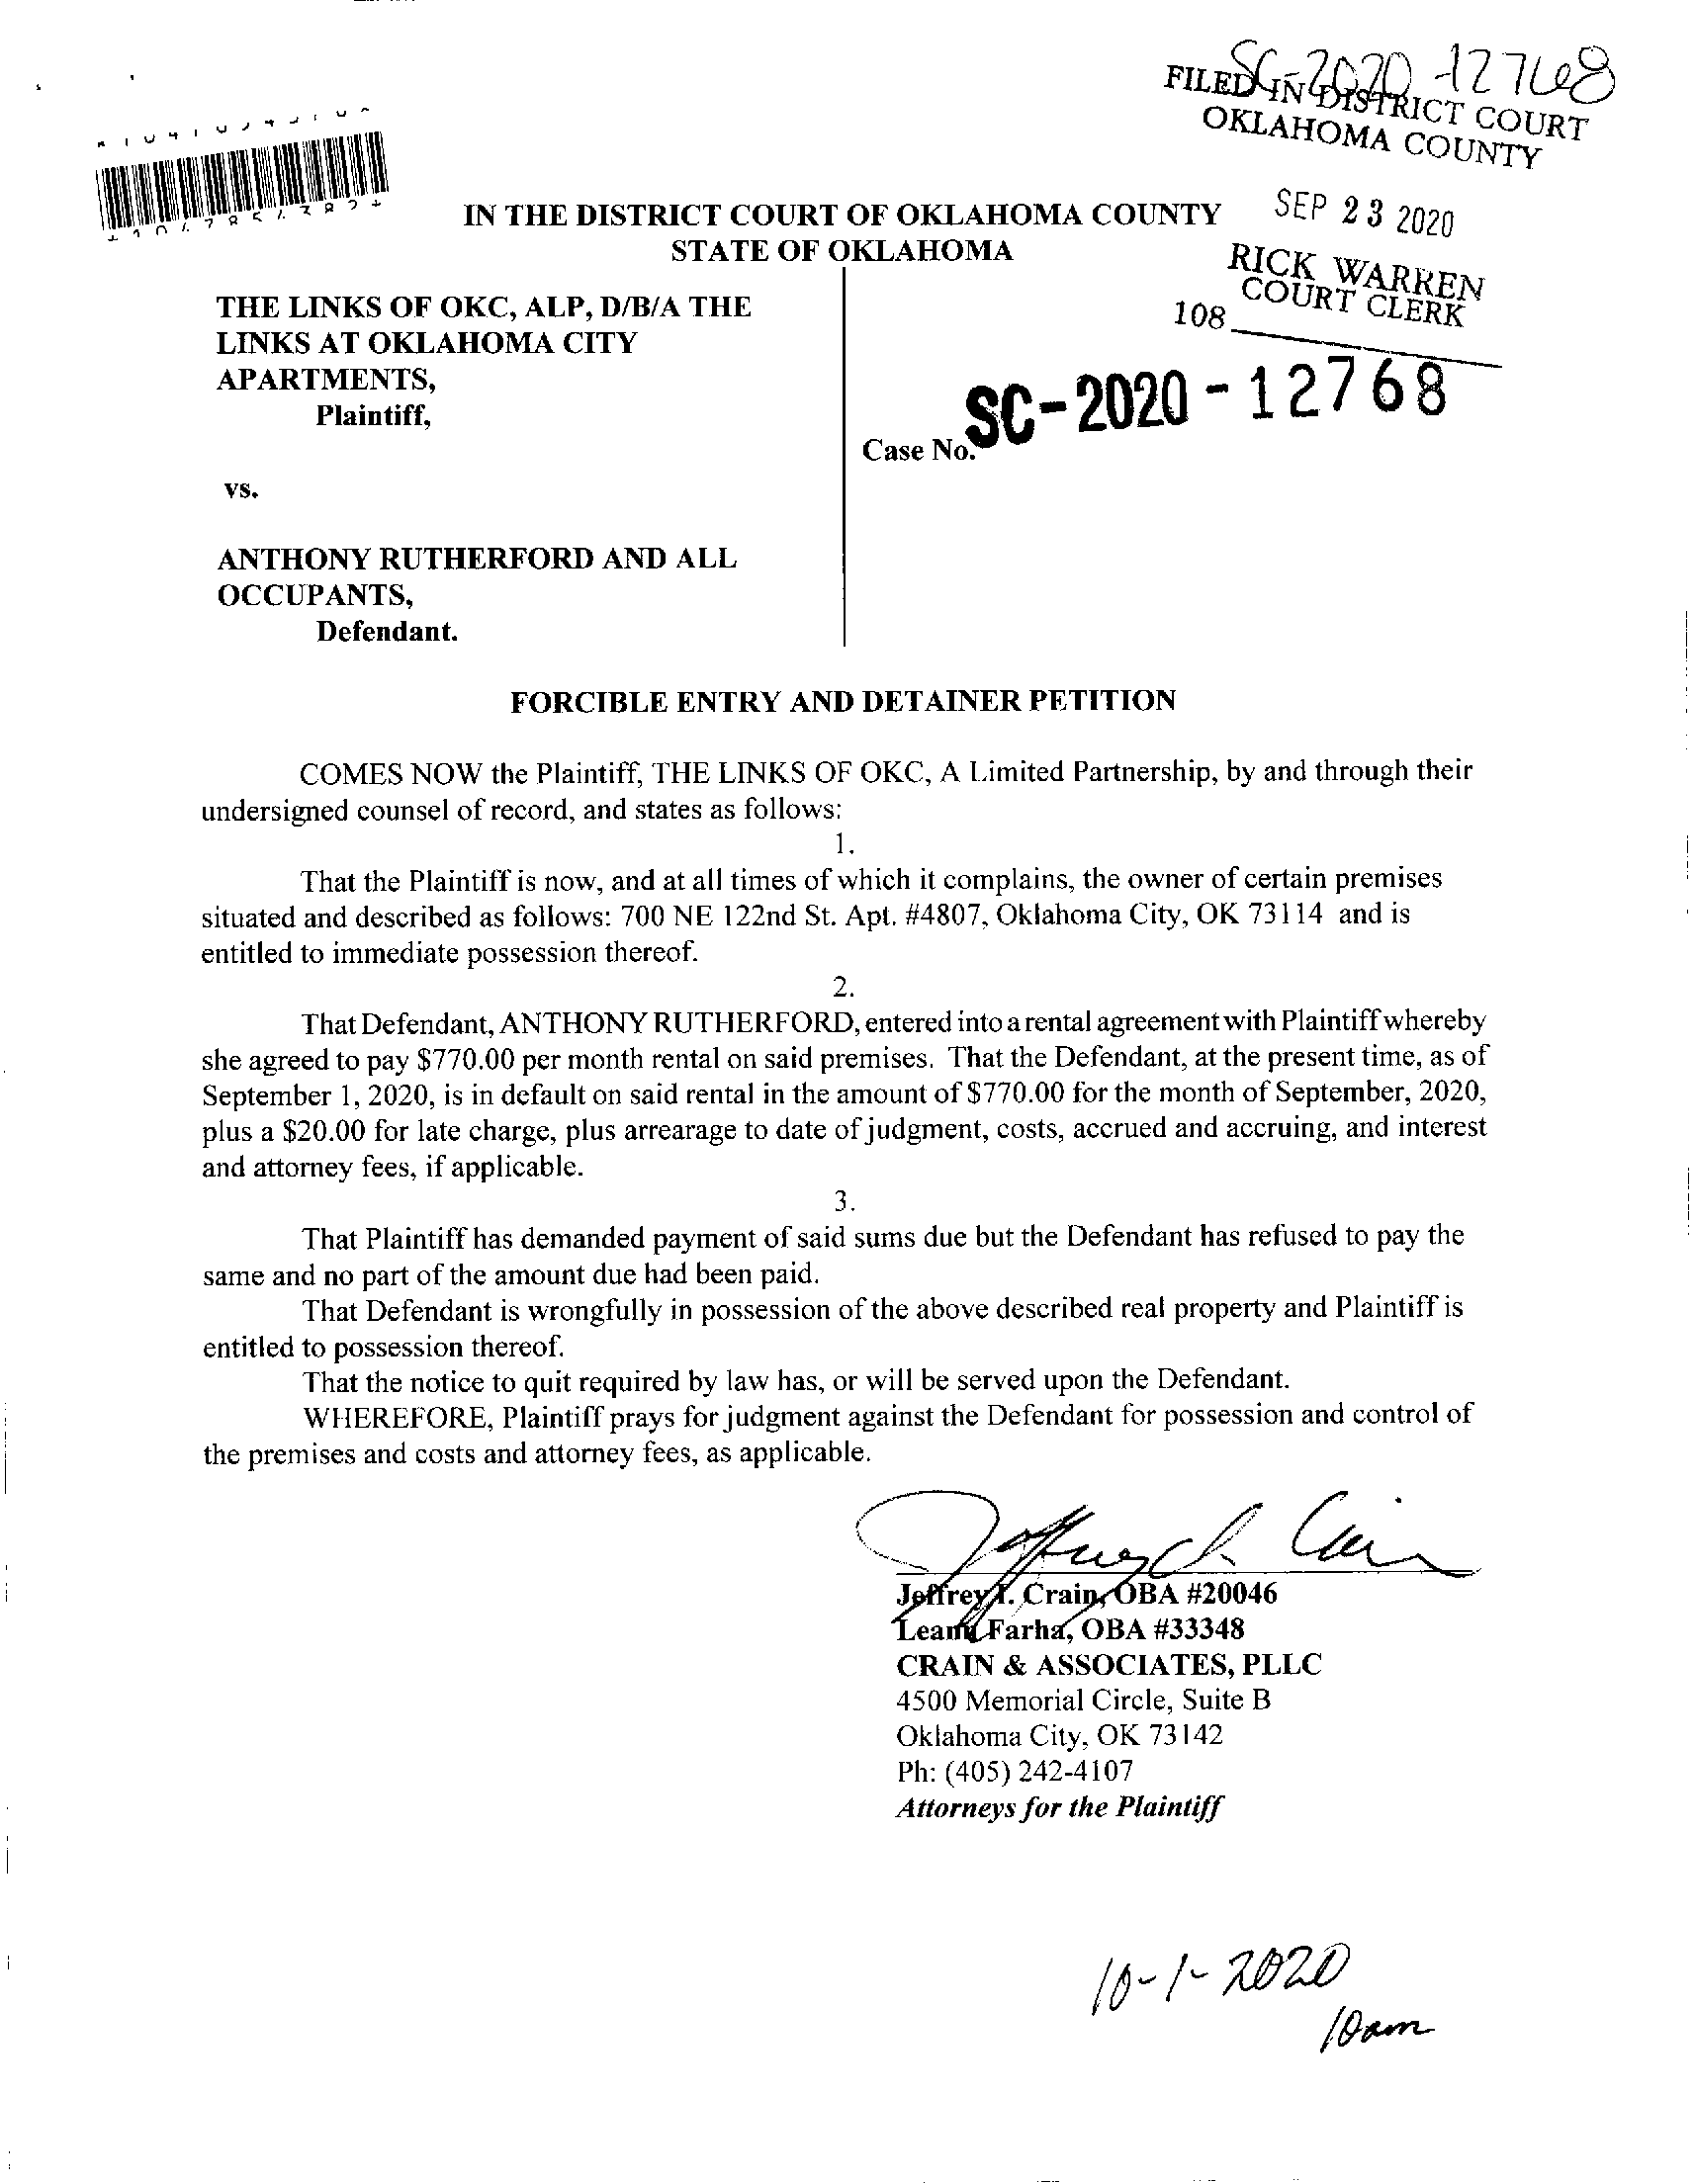 SC-2020-12768
FILED IN DISTRICT COURT
OKLAHOMA COUNTY
SEP 23 2020
RICK WARREN
COURT CLERK
108
IN THE DISTRICT COURT OF OKLAHOMA COUNTY
STATE OF OKLAHOMA
THE LINKS OF OKC, ALP, D/B/A THE
LINKS AT OKLAHOMA CITY
APARTMENTS,
Plaintiff,
Case No. SC-2020-12768
vs.
ANTHONY RUTHERFORD AND ALL
OCCUPANTS,
Defendant.
FORCIBLE ENTRY AND DETAINER PETITION
COMES NOW the Plaintiff, THE LINKS OF OKC, A Limited Partnership, by and through their
undersigned counsel of record, and states as follows:
1.
That the Plaintiff is now, and at all times of which it complains, the owner of certain premises
situated and described as follows: 700 NE 122nd St. Apt. #4807, Oklahoma City, OK 73114 and is
entitled to immediate possession thereof.
2.
That Defendant, ANTHONY RUTHERFORD, entered into a rental agreement with Plaintiff whereby
she agreed to pay $770.00 per month rental on said premises. That the Defendant, at the present time, as of
September 1, 2020, is in default on said rental in the amount of $770.00 for the month of September, 2020,
plus a $20.00 for late charge, plus arrearage to date of judgment, costs, accrued and accruing, and interest
and attorney fees, if applicable.
3.
That Plaintiff has demanded payment of said sums due but the Defendant has refused to pay the
same and no part of the amount due had been paid.
That Defendant is wrongfully in possession of the above described real property and Plaintiff is
entitled to possession thereof.
That the notice to quit required by law has, or will be served upon the Defendant.
WHEREFORE, Plaintiff prays for judgment against the Defendant for possession and control of
the premises and costs and attorney fees, as applicable.
Jeffrey Crain, OBA #20046
Farha, OBA #33348
CRAIN & ASSOCIATES, PLLC
4500 Memorial Circle, Suite B
Oklahoma City, OK 73142
Ph: (405) 242-4107
Attorneys for the Plaintiff
10-1-2020
10am